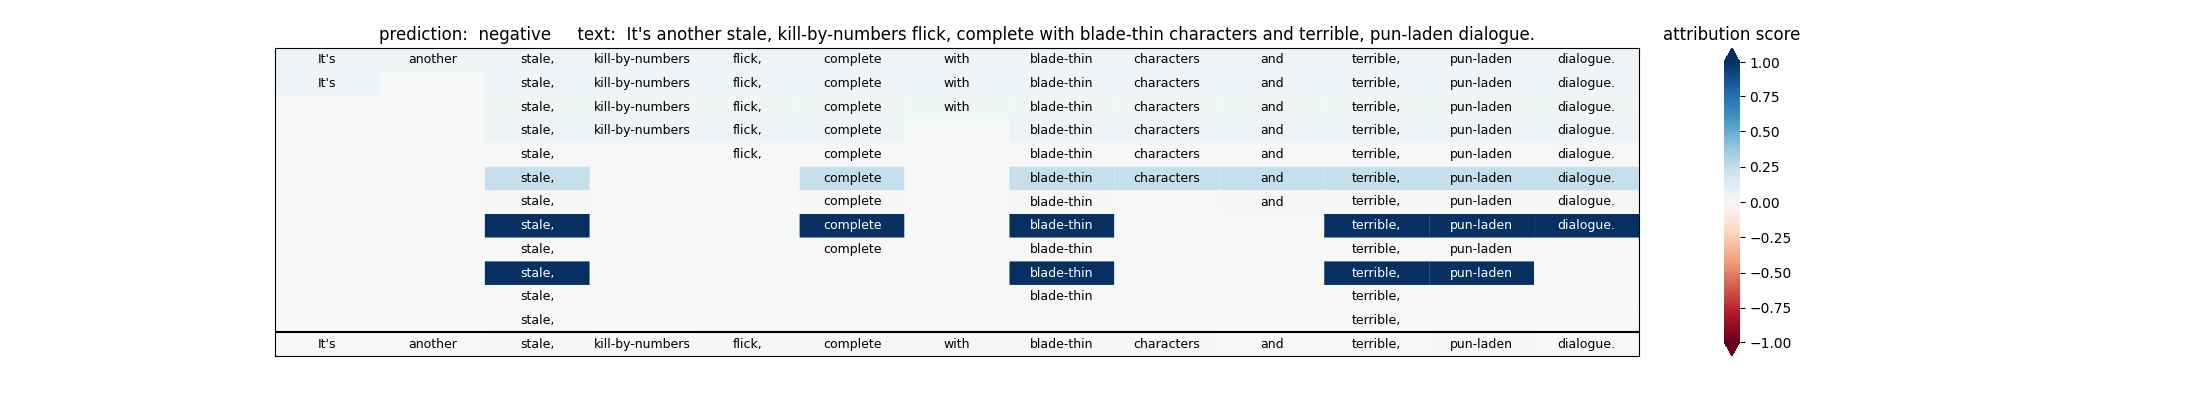 prediction:  negative     text:  It's another stale, kill-by-numbers flick, complete with blade-thin characters and terrible, pun-laden dialogue.
attribution score
It's another stale, kill-by-numbers flick, complete with blade-thin characters and terrible, pun-laden dialogue.
It's stale, kill-by-numbers flick, complete with blade-thin characters and terrible, pun-laden dialogue.
stale, kill-by-numbers flick, complete with blade-thin characters and terrible, pun-laden dialogue.
stale, kill-by-numbers flick, complete blade-thin characters and terrible, pun-laden dialogue.
stale, flick, complete blade-thin characters and terrible, pun-laden dialogue.
stale, complete blade-thin characters and terrible, pun-laden dialogue.
stale, complete blade-thin and terrible, pun-laden dialogue.
stale, complete blade-thin terrible, pun-laden dialogue.
stale, complete blade-thin terrible, pun-laden
stale, blade-thin terrible, pun-laden
stale, blade-thin terrible,
stale, terrible,
It's another stale, kill-by-numbers flick, complete with blade-thin characters and terrible, pun-laden dialogue.
1.00
0.75
0.50
0.25
0.00
−0.25
−0.50
−0.75
−1.00